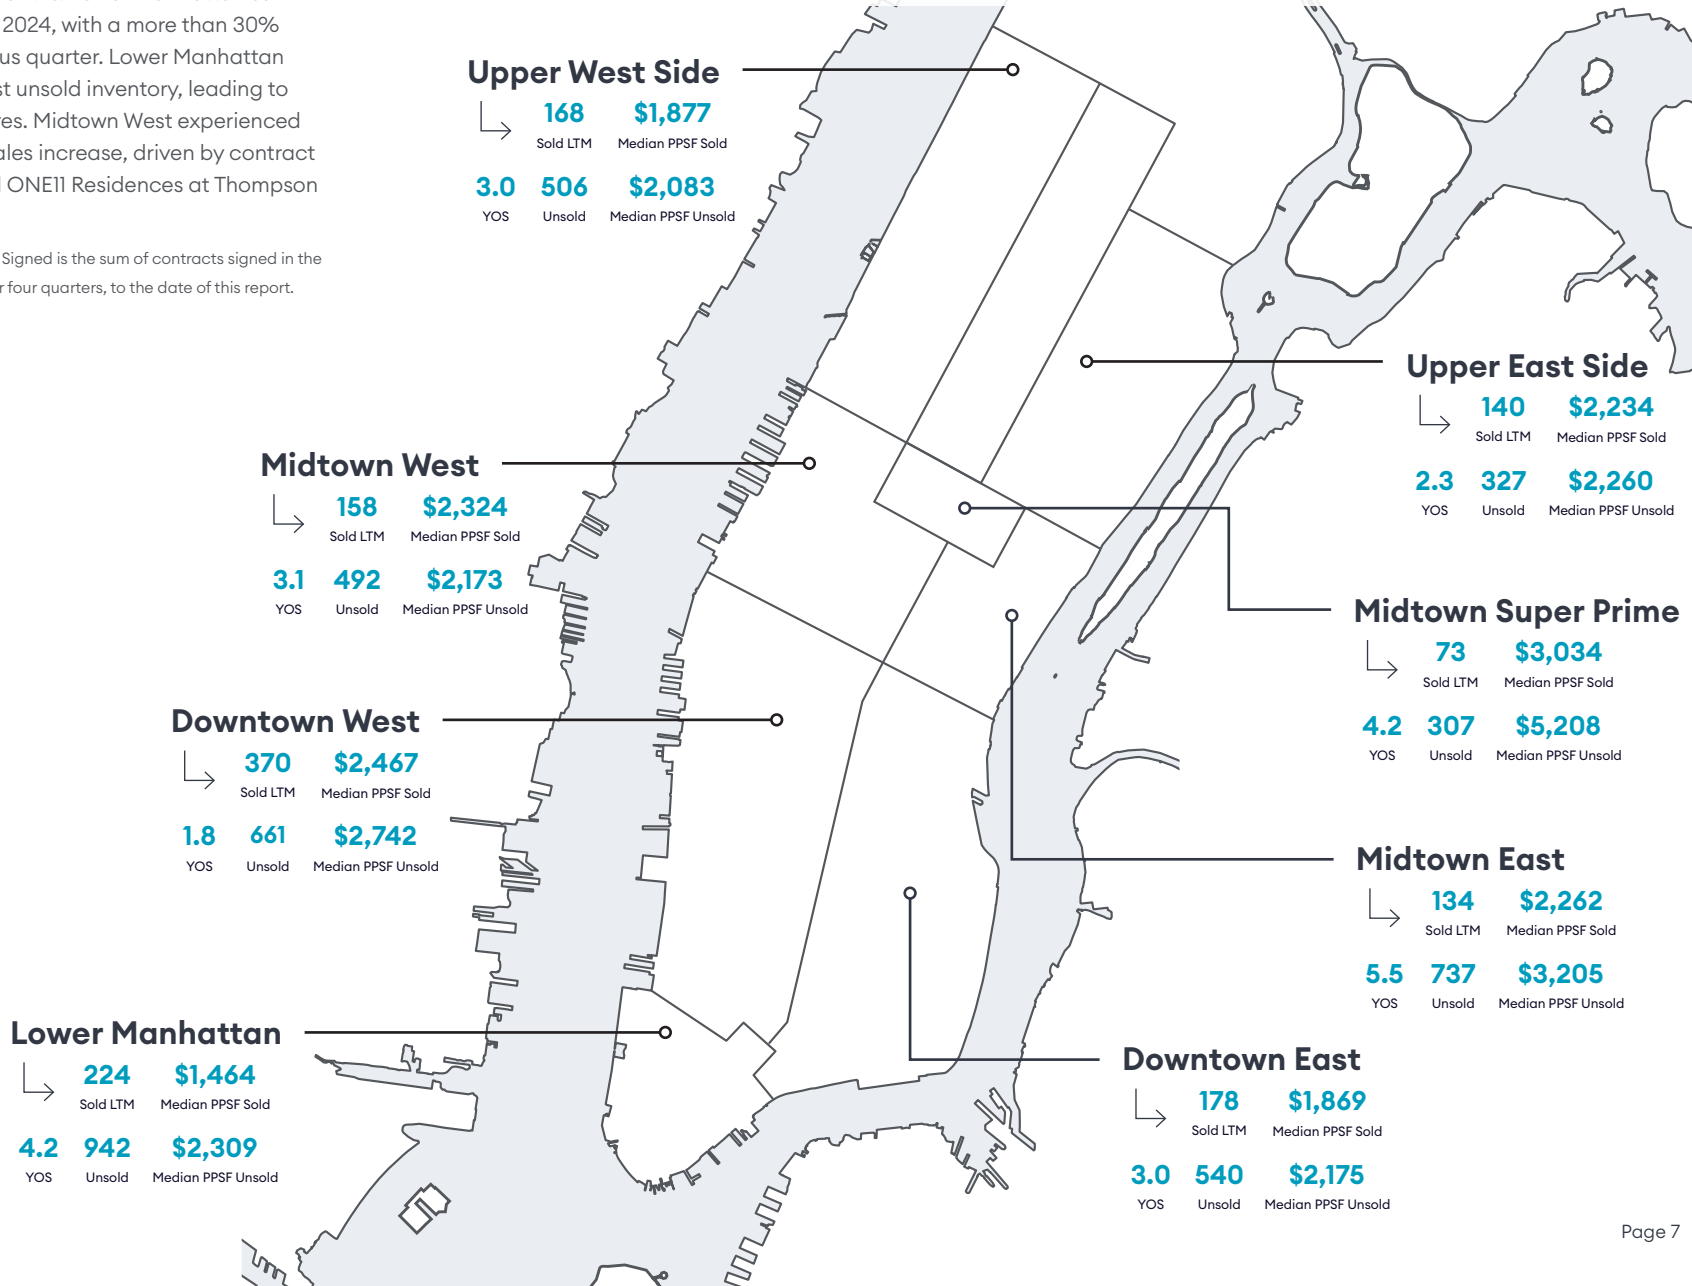 2024, with a more than 30%
us quarter. Lower Manhattan
st unsold inventory, leading to
es. Midtown West experienced
ales increase, driven by contract
ONE11 Residences at Thompson
Signed is the sum of contracts signed in the
r four quarters, to the date of this report.
Upper West Side
168 $1,877
Sold LTM Median PPSF Sold
3.0 506 $2,083
YOS Unsold Median PPSF Unsold
Upper East Side
140 $2,234
Sold LTM Median PPSF Sold
2.3 327 $2,260
YOS Unsold Median PPSF Unsold
Midtown West
158 $2,324
Sold LTM Median PPSF Sold
3.1 492 $2,173
YOS Unsold Median PPSF Unsold
Midtown Super Prime
73 $3,034
Sold LTM Median PPSF Sold
4.2 307 $5,208
YOS Unsold Median PPSF Unsold
Downtown West
370 $2,467
Sold LTM Median PPSF Sold
1.8 661 $2,742
YOS Unsold Median PPSF Unsold
Midtown East
134 $2,262
Sold LTM Median PPSF Sold
5.5 737 $3,205
YOS Unsold Median PPSF Unsold
Lower Manhattan
224 $1,464
Sold LTM Median PPSF Sold
4.2 942 $2,309
YOS Unsold Median PPSF Unsold
Downtown East
178 $1,869
Sold LTM Median PPSF Sold
3.0 540 $2,175
YOS Unsold Median PPSF Unsold
Page 7